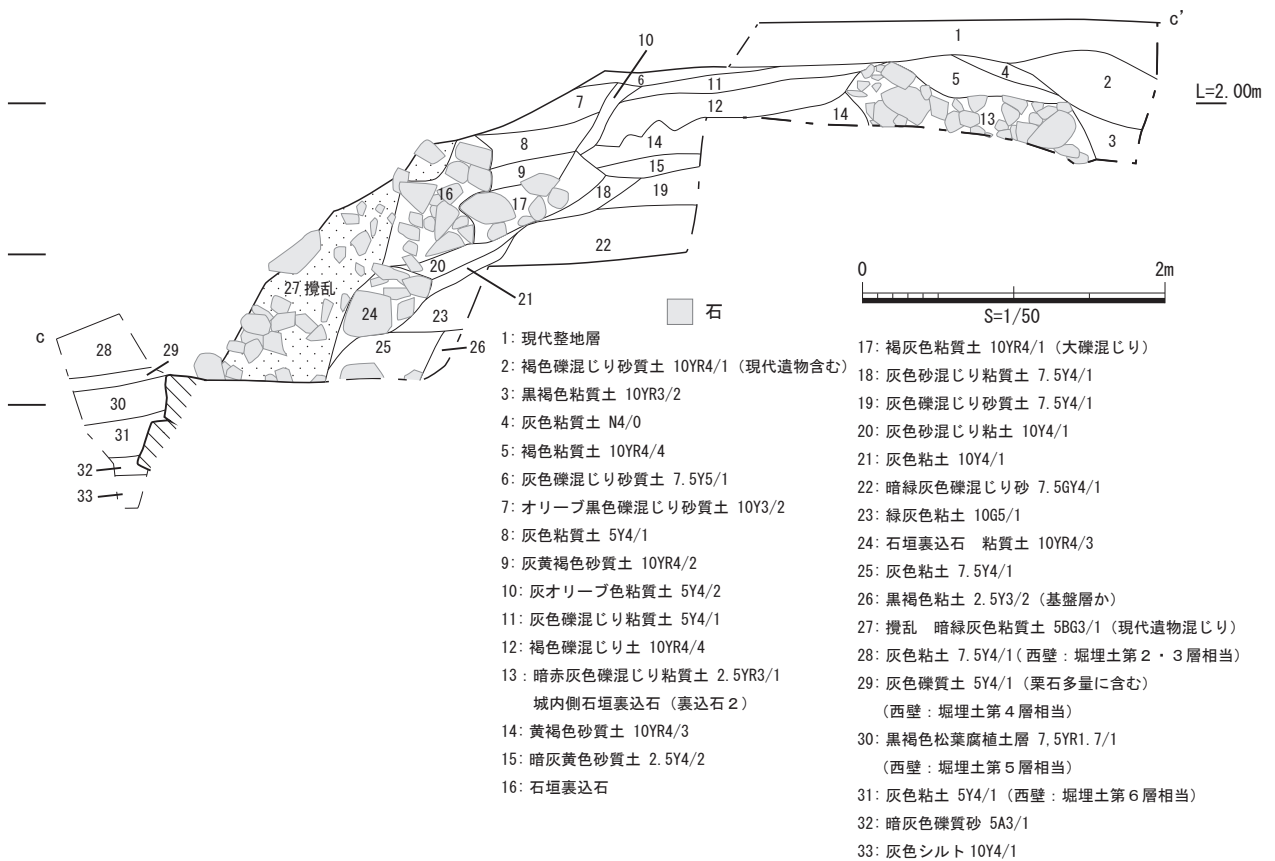 c’
10
1
6
11
5
4
2
7
12
L=2.00m
14
13
3
8
14
15
9
18
19
16
17
22
20
21
27 攪乱
24
23
25
26
c
28
29
30
31
32
33
0 2m
S=1/50
石
1: 現代整地層
2: 褐色礫混じり砂質土 10YR4/1（現代遺物含む）
3: 黒褐色粘質土 10YR3/2
4: 灰色粘質土 N4/0
5: 褐色粘質土 10YR4/4
6: 灰色礫混じり砂質土 7.5Y5/1
7: オリーブ黒色礫混じり砂質土 10Y3/2
8: 灰色粘質土 5Y4/1
9: 灰黄褐色砂質土 10YR4/2
10: 灰オリーブ色粘質土 5Y4/2
11: 灰色礫混じり粘質土 5Y4/1
12: 褐色礫混じり土 10YR4/4
13：暗赤灰色礫混じり粘質土 2.5YR3/1
城内側石垣裏込石（裏込石２）
14: 黄褐色砂質土 10YR4/3
15: 暗灰黄色砂質土 2.5Y4/2
16: 石垣裏込石
17: 褐灰色粘質土 10YR4/1（大礫混じり）
18: 灰色砂混じり粘質土 7.5Y4/1
19: 灰色礫混じり砂質土 7.5Y4/1
20: 灰色砂混じり粘土 10Y4/1
21: 灰色粘土 10Y4/1
22: 暗緑灰色礫混じり砂 7.5GY4/1
23: 緑灰色粘土 10G5/1
24: 石垣裏込石　粘質土 10YR4/3
25: 灰色粘土 7.5Y4/1
26: 黒褐色粘土 2.5Y3/2（基盤層か）
27: 攪乱　暗緑灰色粘質土 5BG3/1（現代遺物混じり）
28: 灰色粘土 7.5Y4/1（西壁：堀埋土第２・３層相当）
29: 灰色礫質土 5Y4/1（栗石多量に含む）
（西壁：堀埋土第４層相当）
30: 黒褐色松葉腐植土層 7,5YR1.7/1
（西壁：堀埋土第５層相当）
31: 灰色粘土 5Y4/1（西壁：堀埋土第６層相当）
32: 暗灰色礫質砂 5A3/1
33: 灰色シルト 10Y4/1